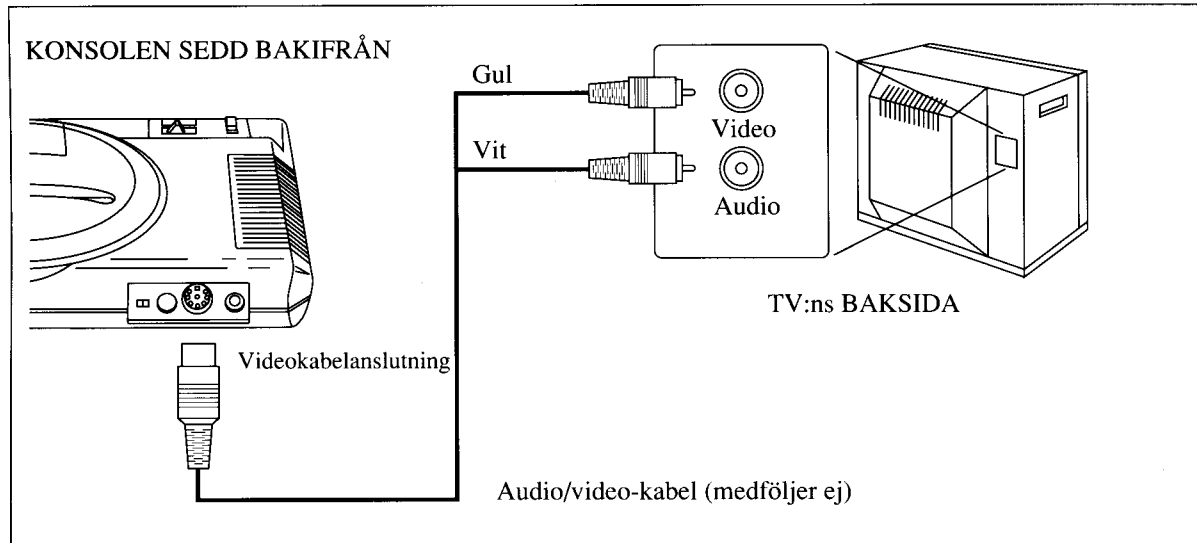 KONSOLEN SEDD BAKIFRÅN
Gul
Video
Vit
Audio
TV:ns BAKSIDA
Videokabelanslutning
Audio/video-kabel (medföljer ej)